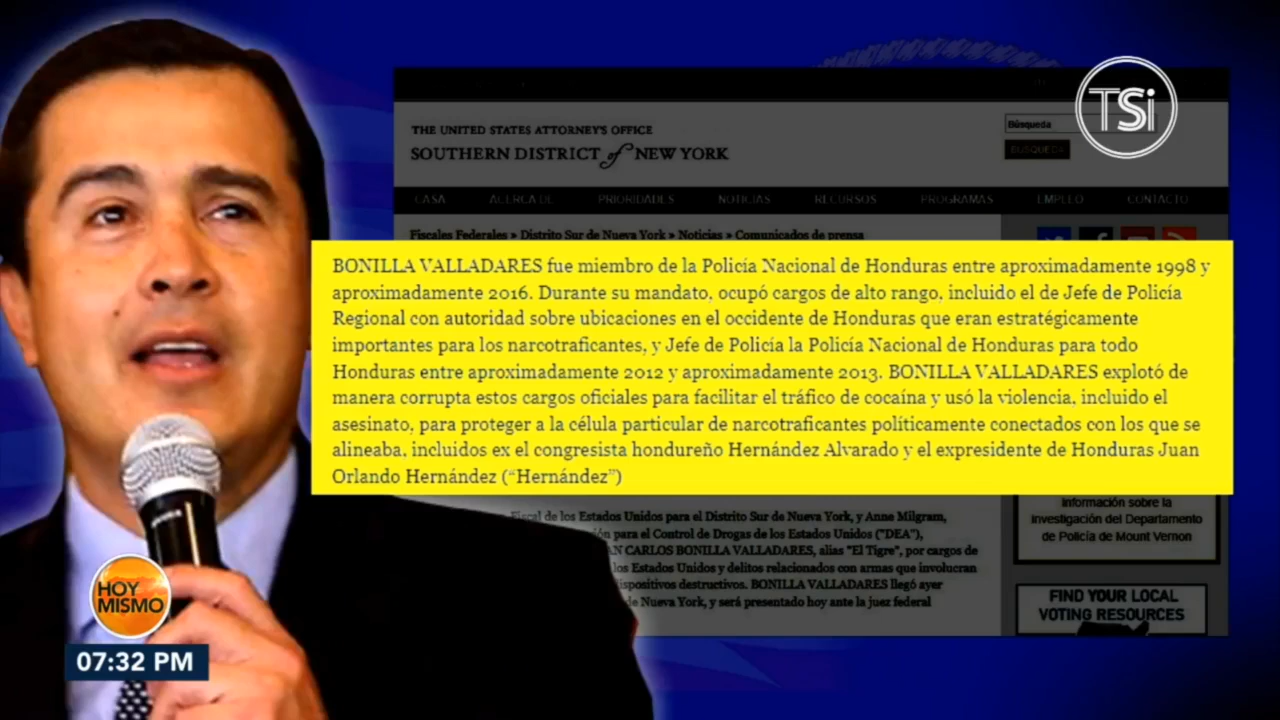 TSi
THE UNITED STATES ATTORNEY'S OFFICE
SOUTHERN DISTRICT of NEW YORK
Búsqueda
BÚSQUEDA
CASA ACERCA DE PRIORIDADES NOTICIAS RECURSOS PROGRAMAS EMPLEO CONTACTO
Fiscales Federales » Distrito Sur de Nueva York » Noticias » Comunicados de prensa
BONILLA VALLADARES fue miembro de la Policía Nacional de Honduras entre aproximadamente 1998 y
aproximadamente 2016. Durante su mandato, ocupó cargos de alto rango, incluido el de Jefe de Policía
Regional con autoridad sobre ubicaciones en el occidente de Honduras que eran estratégicamente
importantes para los narcotraficantes, y Jefe de Policía la Policía Nacional de Honduras para todo
Honduras entre aproximadamente 2012 y aproximadamente 2013. BONILLA VALLADARES explotó de
manera corrupta estos cargos oficiales para facilitar el tráfico de cocaína y usó la violencia, incluido el
asesinato, para proteger a la célula particular de narcotraficantes políticamente conectados con los que se
alineaba, incluidos ex el congresista hondureño Hernández Alvarado y el expresidente de Honduras Juan
Orlando Hernández ("Hernández")
Fiscal de los Estados Unidos para el Distrito Sur de Nueva York, y Anne Milgram,
para el Control de Drogas de los Estados Unidos ("DEA"),
CARLOS BONILLA VALLADARES, alias "El Tigre", por cargos de
los Estados Unidos y delitos relacionados con armas que involucran
dispositivos destructivos. BONILLA VALLADARES llegó ayer
de Nueva York, y será presentado hoy ante la juez federal
Información sobre la
investigación del Departamento
de Policía de Mount Vernon
FIND YOUR LOCAL
VOTING RESOURCES
HOY
MISMO
07:32 PM